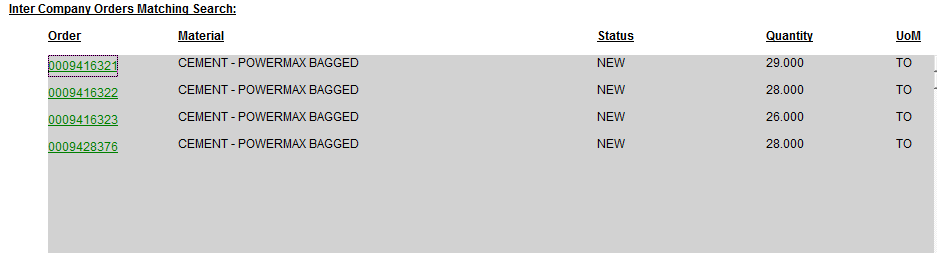 Inter Company Orders Matching Search:
Order Material Status Quantity UoM
0009416321 CEMENT - POWERMAX BAGGED NEW 29.000 TO
0009416322 CEMENT - POWERMAX BAGGED NEW 28.000 TO
0009416323 CEMENT - POWERMAX BAGGED NEW 26.000 TO
0009428376 CEMENT - POWERMAX BAGGED NEW 28.000 TO